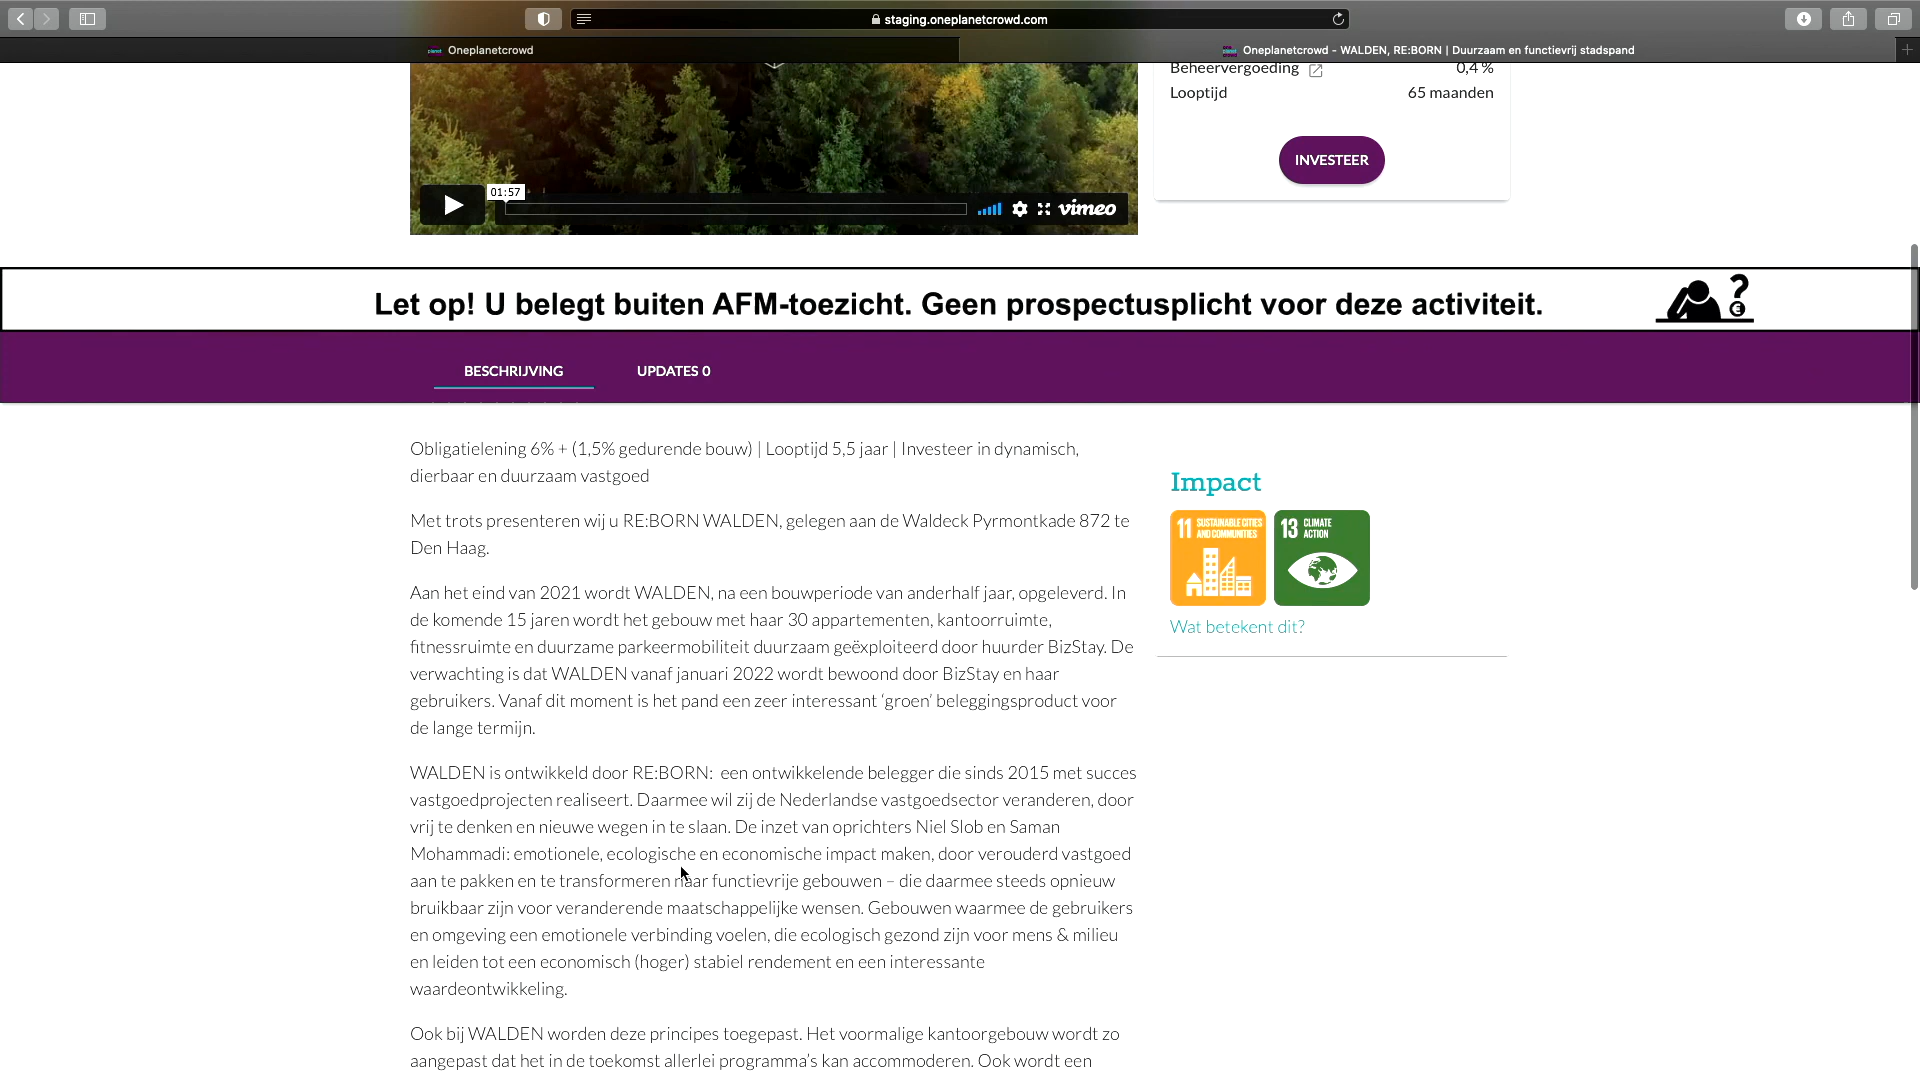 staging.oneplanetcrowd.com
Oneplanetcrowd
Oneplanetcrowd - WALDEN, RE:BORN | Duurzaam en functievrij stadspand
Beheervergoeding 0,4 %
Looptijd 65 maanden
INVESTEER
01:57
vimeo
Let op! U belegt buiten AFM-toezicht. Geen prospectusplicht voor deze activiteit.
BESCHRIJVING UPDATES 0
Obligatielening 6% + (1,5% gedurende bouw) | Looptijd 5,5 jaar | Investeer in dynamisch,
dierbaar en duurzaam vastgoed
Met trots presenteren wij u RE:BORN WALDEN, gelegen aan de Waldeck Pyrmontkade 872 te
Den Haag.
Aan het eind van 2021 wordt WALDEN, na een bouwperiode van anderhalf jaar, opgeleverd. In
de komende 15 jaren wordt het gebouw met haar 30 appartementen, kantoorruimte,
fitnessruimte en duurzame parkeermobiliteit duurzaam geëxploiteerd door huurder BizStay. De
verwachting is dat WALDEN vanaf januari 2022 wordt bewoond door BizStay en haar
gebruikers. Vanaf dit moment is het pand een zeer interessant ‘groen’ beleggingsproduct voor
de lange termijn.
WALDEN is ontwikkeld door RE:BORN:  een ontwikkelende belegger die sinds 2015 met succes
vastgoedprojecten realiseert. Daarmee wil zij de Nederlandse vastgoedsector veranderen, door
vrij te denken en nieuwe wegen in te slaan. De inzet van oprichters Niel Slob en Saman
Mohammadi: emotionele, ecologische en economische impact maken, door verouderd vastgoed
aan te pakken en te transformeren naar functievrije gebouwen – die daarmee steeds opnieuw
bruikbaar zijn voor veranderende maatschappelijke wensen. Gebouwen waarmee de gebruikers
en omgeving een emotionele verbinding voelen, die ecologisch gezond zijn voor mens & milieu
en leiden tot een economisch (hoger) stabiel rendement en een interessante
waardeontwikkeling.
Ook bij WALDEN worden deze principes toegepast. Het voormalige kantoorgebouw wordt zo
aangepast dat het in de toekomst allerlei programma’s kan accommoderen. Ook wordt een
Impact
11 SUSTAINABLE CITIES
AND COMMUNITIES
13 CLIMATE
ACTION
Wat betekent dit?